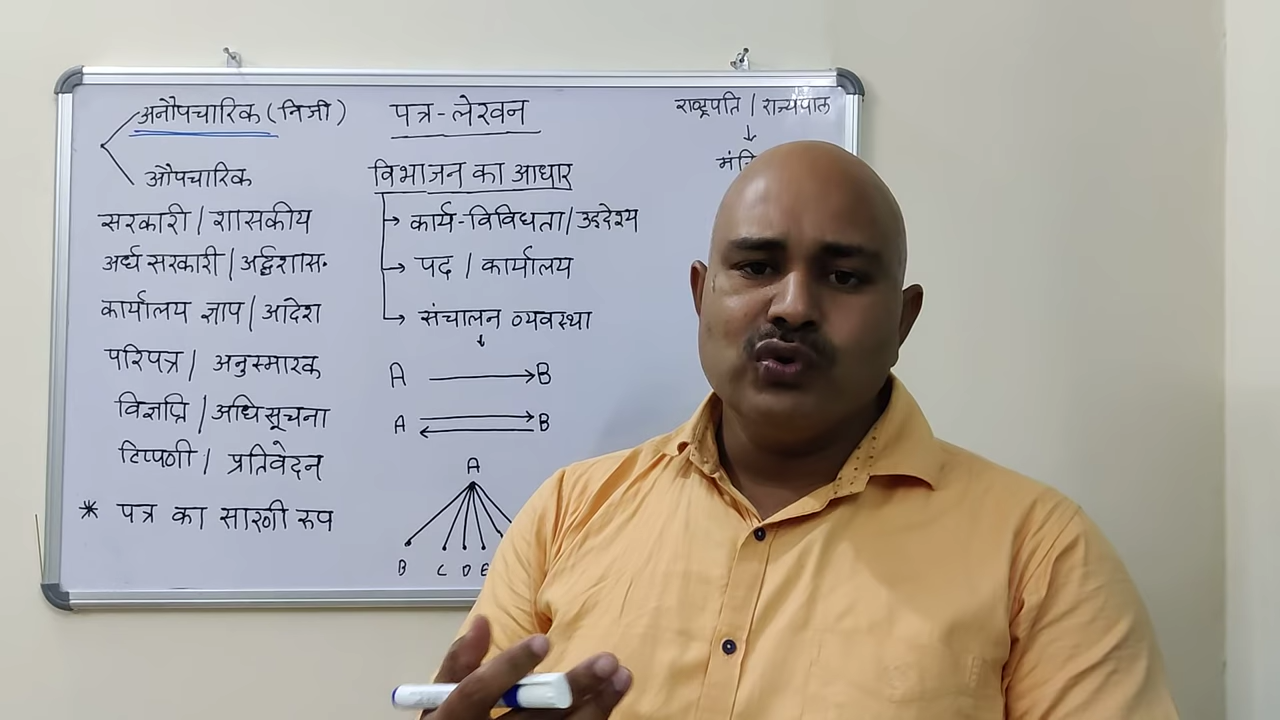 अनौपचारिक (निजी)
औपचारिक
सरकारी / शासकीय
अर्ध सरकारी / अर्द्धशास.
कार्यालय ज्ञाप / आदेश
परिपत्र / अनुस्मारक
विज्ञप्ति / अधिसूचना
टिप्पणी / प्रतिवेदन
* पत्र का सारणी रूप
पत्र-लेखन
विभाजन का आधार
→ कार्य-विविधता / उद्देश्य
→ पद / कार्यालय
→ संचालन व्यवस्था
↓
A → B
A ⇄ B
A
B C D E
राष्ट्रपति / राज्यपाल
↓